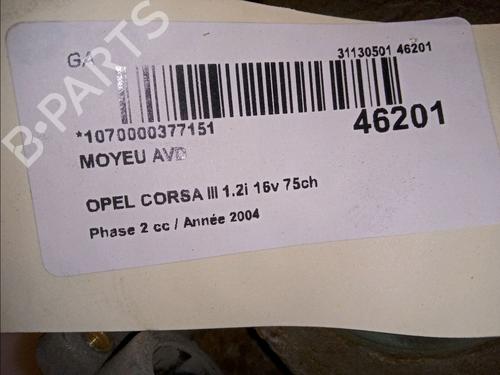 GA
31130501 46201
*1070000377151
46201
MOYEU AVD
OPEL CORSA III 1.2i 16v 75ch
Phase 2 cc / Année 2004
B-PARTS